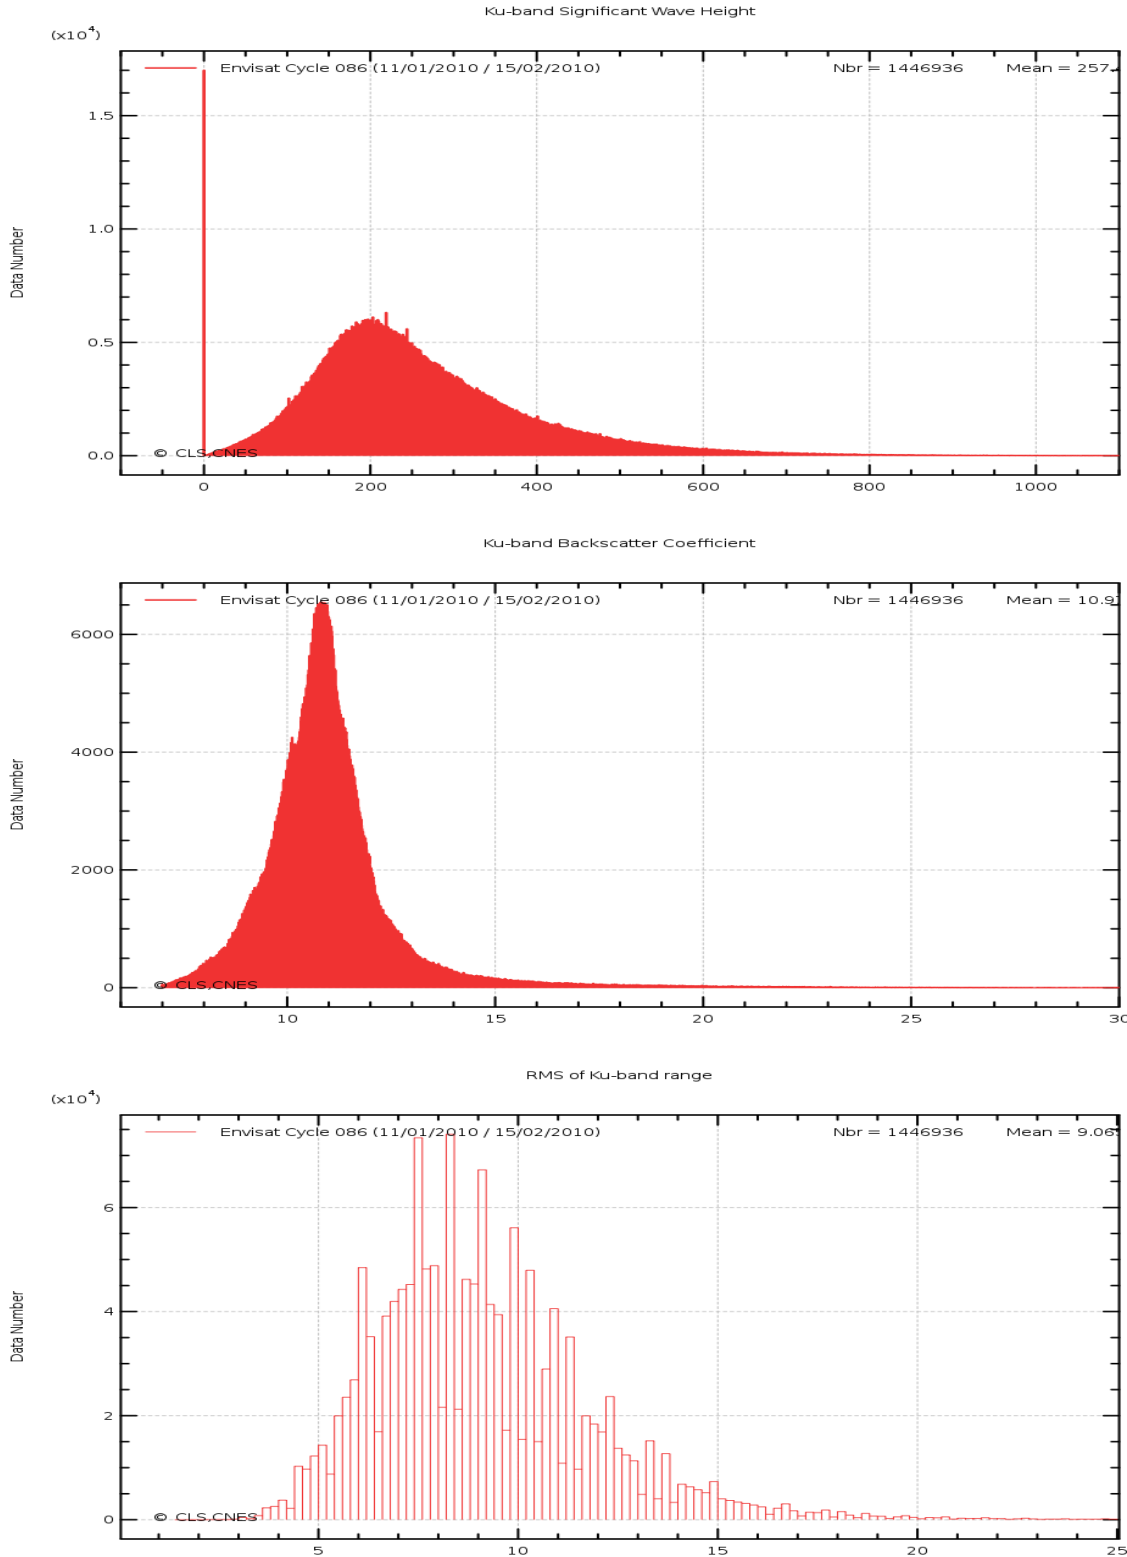 Ku-band Significant Wave Height
(x10⁴)
Envisat Cycle 086 (11/01/2010 / 15/02/2010) Nbr = 1446936 Mean = 257.
1.5
1.0
0.5
0.0
Data Number
© CLS,CNES
0 200 400 600 800 1000
Ku-band Backscatter Coefficient
Envisat Cycle 086 (11/01/2010 / 15/02/2010) Nbr = 1446936 Mean = 10.9
6000
4000
2000
0
Data Number
© CLS,CNES
10 15 20 25 30
RMS of Ku-band range
(x10⁴)
Envisat Cycle 086 (11/01/2010 / 15/02/2010) Nbr = 1446936 Mean = 9.06
6
4
2
0
Data Number
© CLS,CNES
5 10 15 20 25